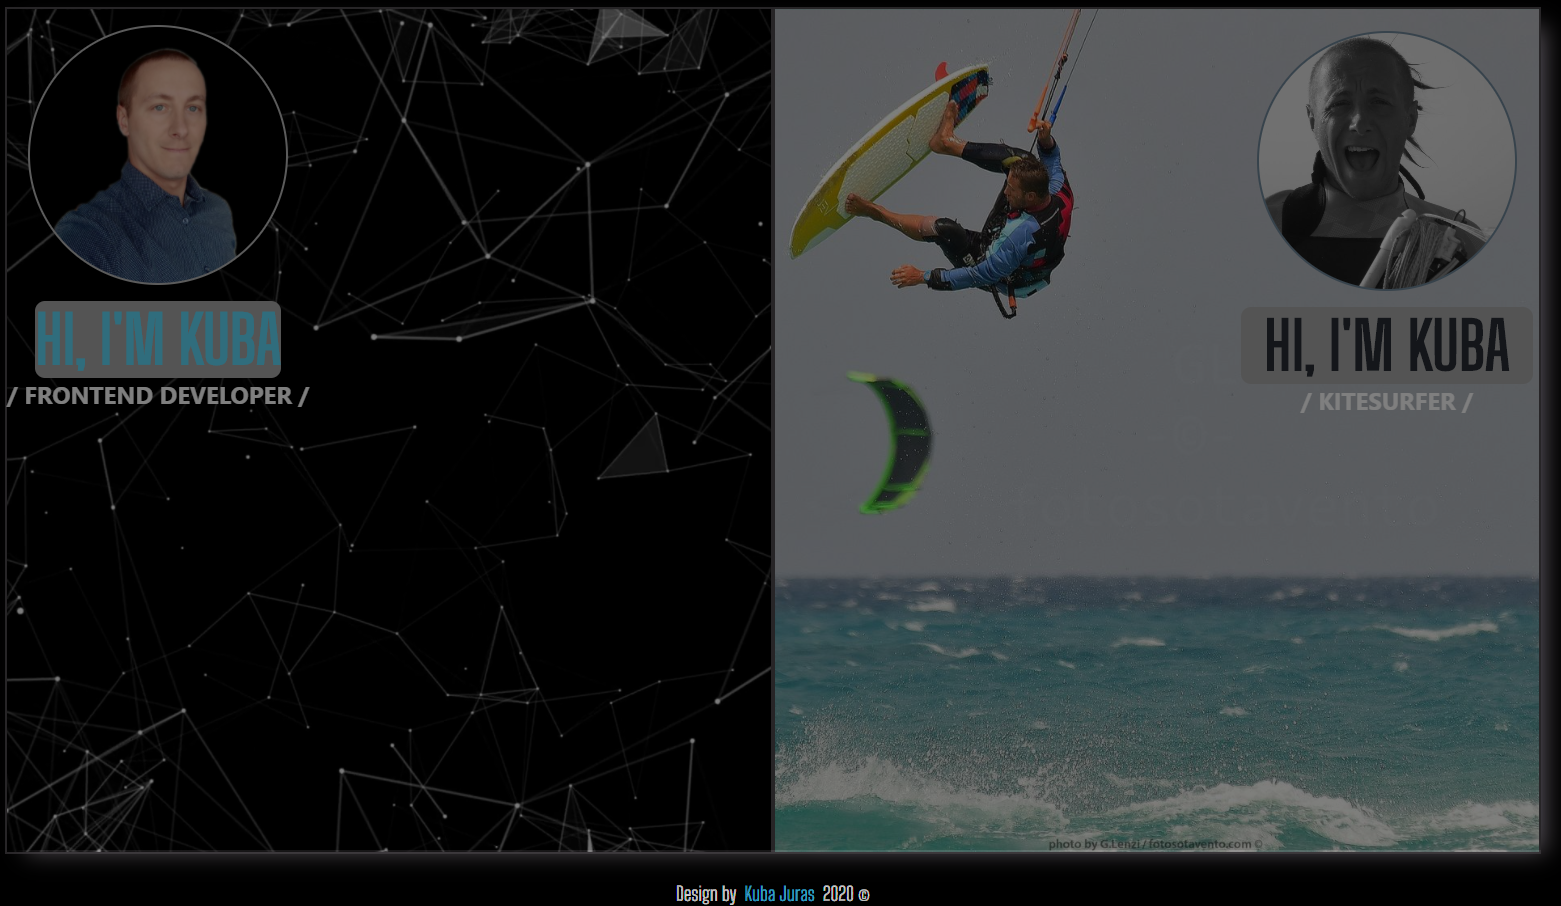 HI, I'M KUBA
/ FRONTEND DEVELOPER /
HI, I'M KUBA
/ KITESURFER /
photo by G.Lenzi / fotosotavento.com ©
Design by Kuba Juras 2020 ©